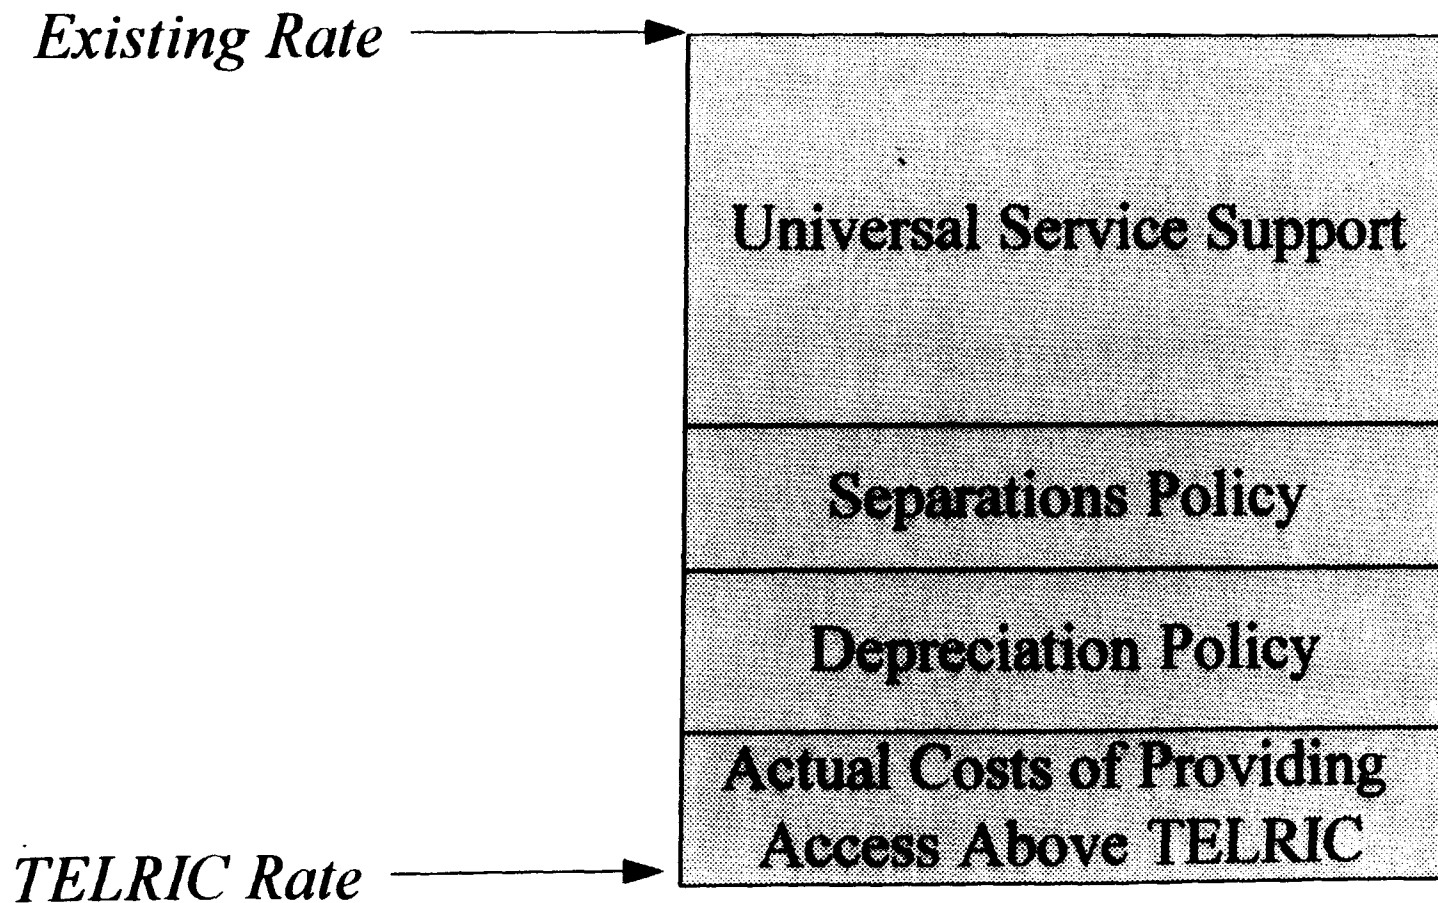 Existing Rate
Universal Service Support
Separations Policy
Depreciation Policy
Actual Costs of Providing
Access Above TELRIC
TELRIC Rate